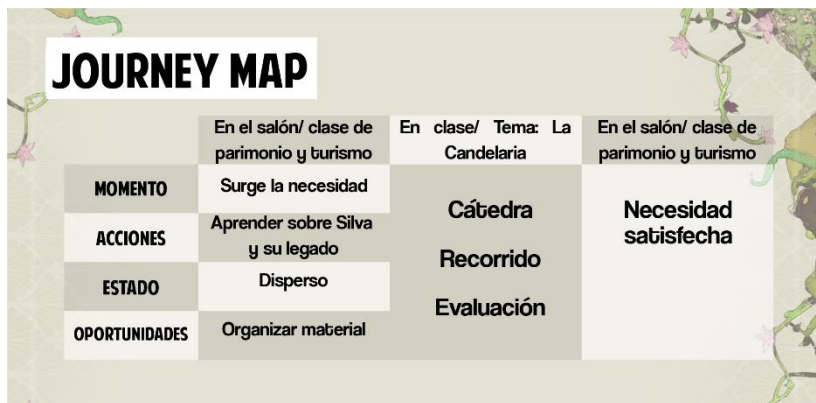 JOURNEY MAP
En el salón/ clase de
parimonio y turismo
En clase/ Tema: La
Candelaria
En el salón/ clase de
parimonio y turismo
MOMENTO
Surge la necesidad
ACCIONES
Aprender sobre Silva
y su legado
ESTADO
Disperso
OPORTUNIDADES
Organizar material
Cátedra
Recorrido
Evaluación
Necesidad
satisfecha